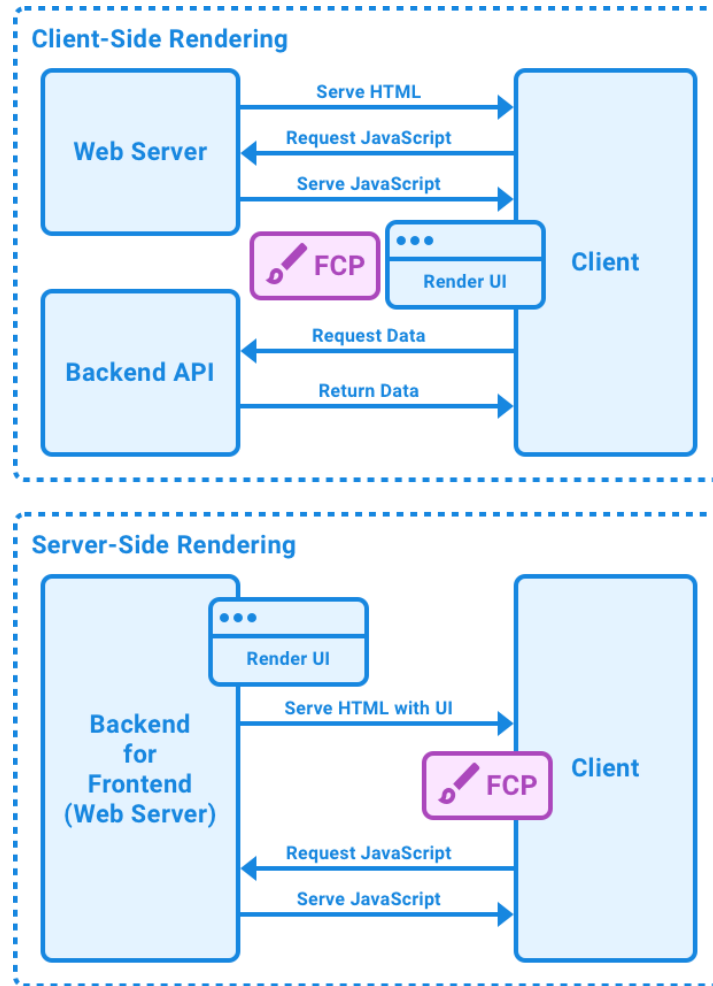 Client-Side Rendering
Serve HTML
Web Server
Request JavaScript
Serve JavaScript
FCP
Render UI
Client
Request Data
Backend API
Return Data
Server-Side Rendering
Render UI
Serve HTML with UI
Backend
for
Frontend
(Web Server)
Client
FCP
Request JavaScript
Serve JavaScript